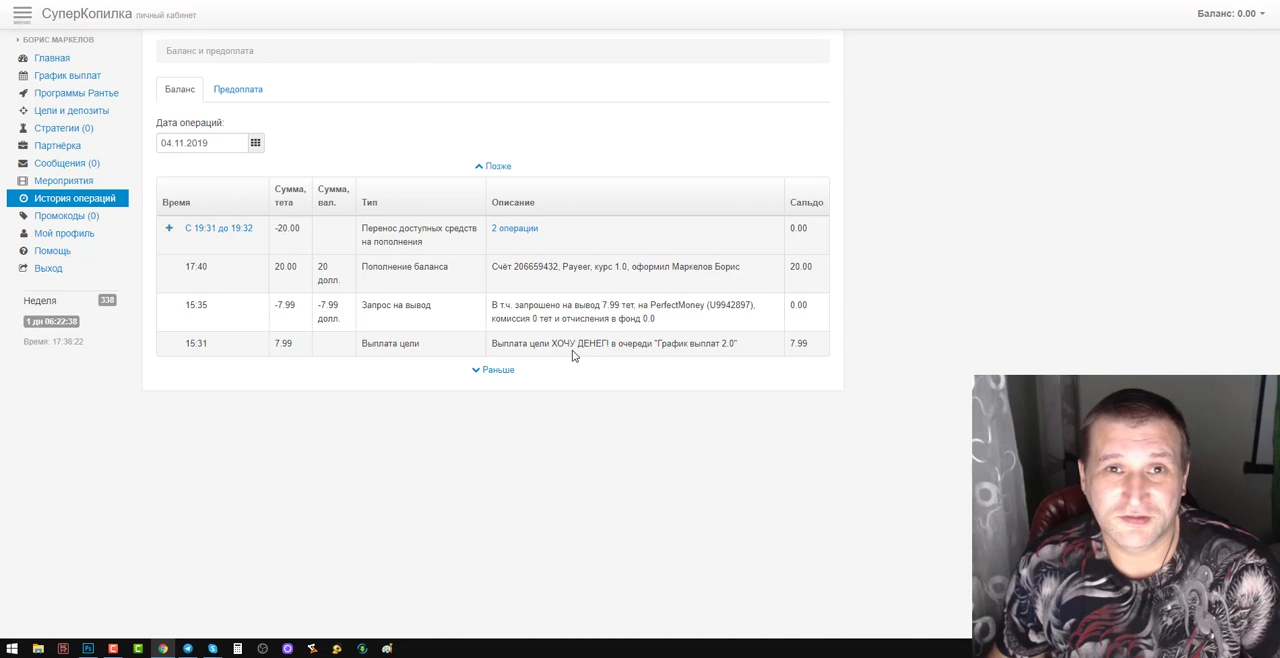 СуперКопилка личный кабинет
Баланс: 0.00
меню
БОРИС МАРКЕЛОВ
Главная
График выплат
Программы Рантье
Цели и депозиты
Стратегии (0)
Партнёрка
Сообщения (0)
Мероприятия
История операций
Промокоды (0)
Мой профиль
Помощь
Выход
Неделя 338
1 дн 06:22:38
Время: 17:36:22
Баланс и предоплата
Баланс Предоплата
Дата операций:
04.11.2019
Позже
Время Сумма, тета Сумма, вал. Тип Описание Сальдо
С 19:31 до 19:32 -20.00 Перенос доступных средств на пополнения 2 операции 0.00
17:40 20.00 20 долл. Пополнение баланса Счёт 206659432, Payeer, курс 1.0, оформил Маркелов Борис 20.00
15:35 -7.99 -7.99 долл. Запрос на вывод В т.ч. запрошено на вывод 7.99 тет, на PerfectMoney (U9942897), комиссия 0 тет и отчисления в фонд 0.0 0.00
15:31 7.99 Выплата цели Выплата цели ХОЧУ ДЕНЕГ! в очереди "График выплат 2.0" 7.99
Раньше